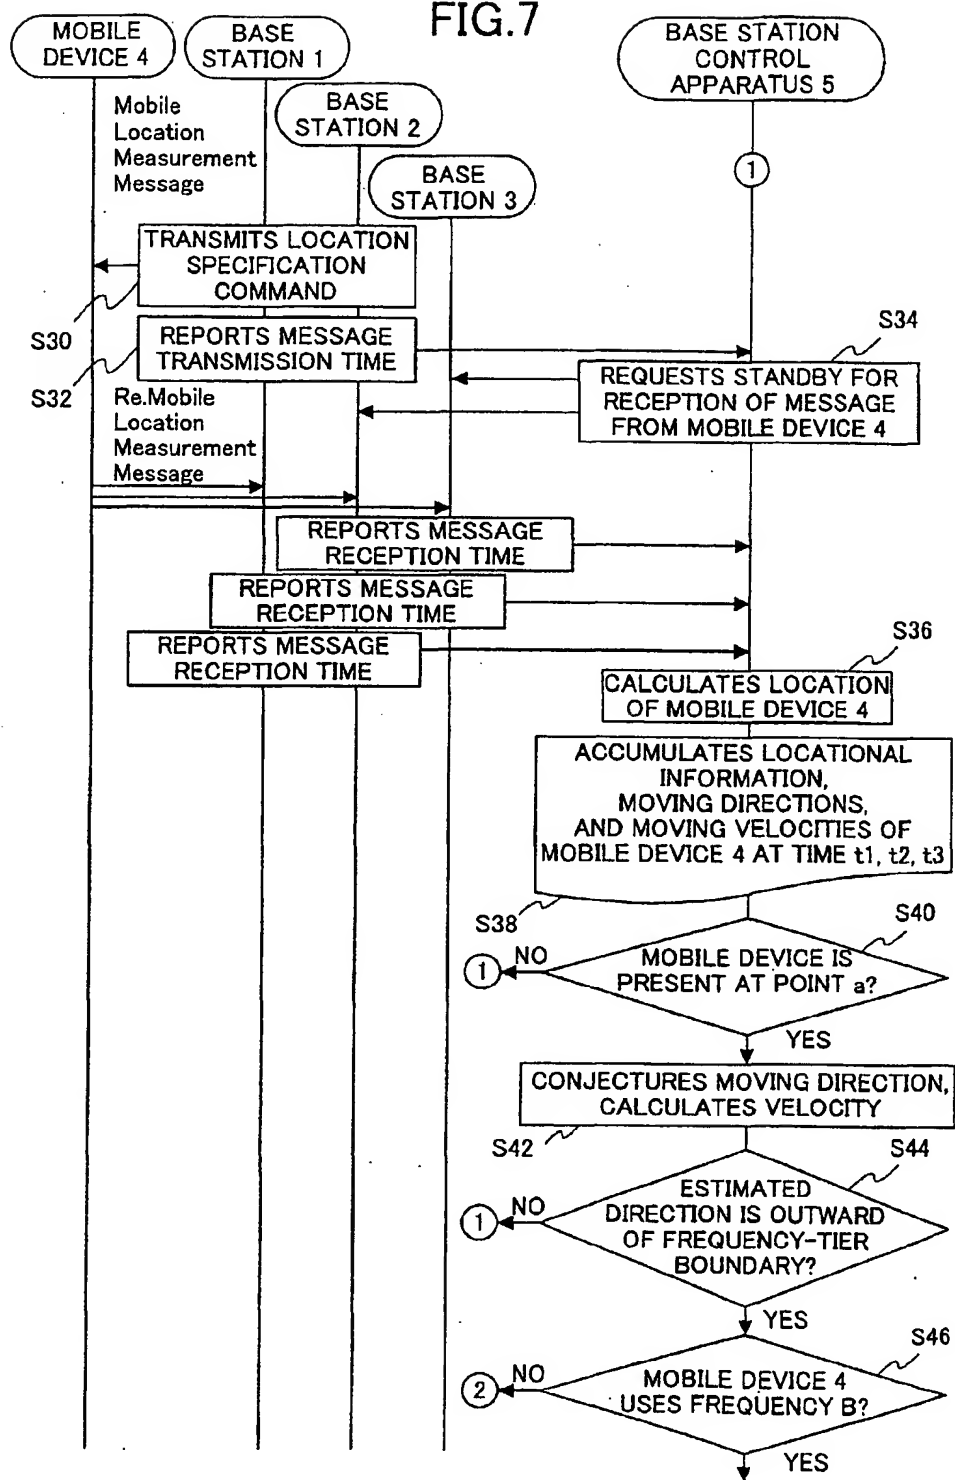 FIG.7
MOBILE
DEVICE 4
BASE
STATION 1
BASE
STATION 2
BASE
STATION 3
BASE STATION
CONTROL
APPARATUS 5
Mobile
Location
Measurement
Message
1
TRANSMITS LOCATION
SPECIFICATION
COMMAND
S30
REPORTS MESSAGE
TRANSMISSION TIME
S32
S34
REQUESTS STANDBY FOR
RECEPTION OF MESSAGE
FROM MOBILE DEVICE 4
Re.Mobile
Location
Measurement
Message
REPORTS MESSAGE
RECEPTION TIME
REPORTS MESSAGE
RECEPTION TIME
REPORTS MESSAGE
RECEPTION TIME
S36
CALCULATES LOCATION
OF MOBILE DEVICE 4
ACCUMULATES LOCATIONAL
INFORMATION,
MOVING DIRECTIONS,
AND MOVING VELOCITIES OF
MOBILE DEVICE 4 AT TIME t1, t2, t3
S38
S40
MOBILE DEVICE IS
PRESENT AT POINT a?
NO
1
YES
CONJECTURES MOVING DIRECTION,
CALCULATES VELOCITY
S42
S44
ESTIMATED
DIRECTION IS OUTWARD
OF FREQUENCY-TIER
BOUNDARY?
NO
1
YES
S46
MOBILE DEVICE 4
USES FREQUENCY B?
NO
2
YES